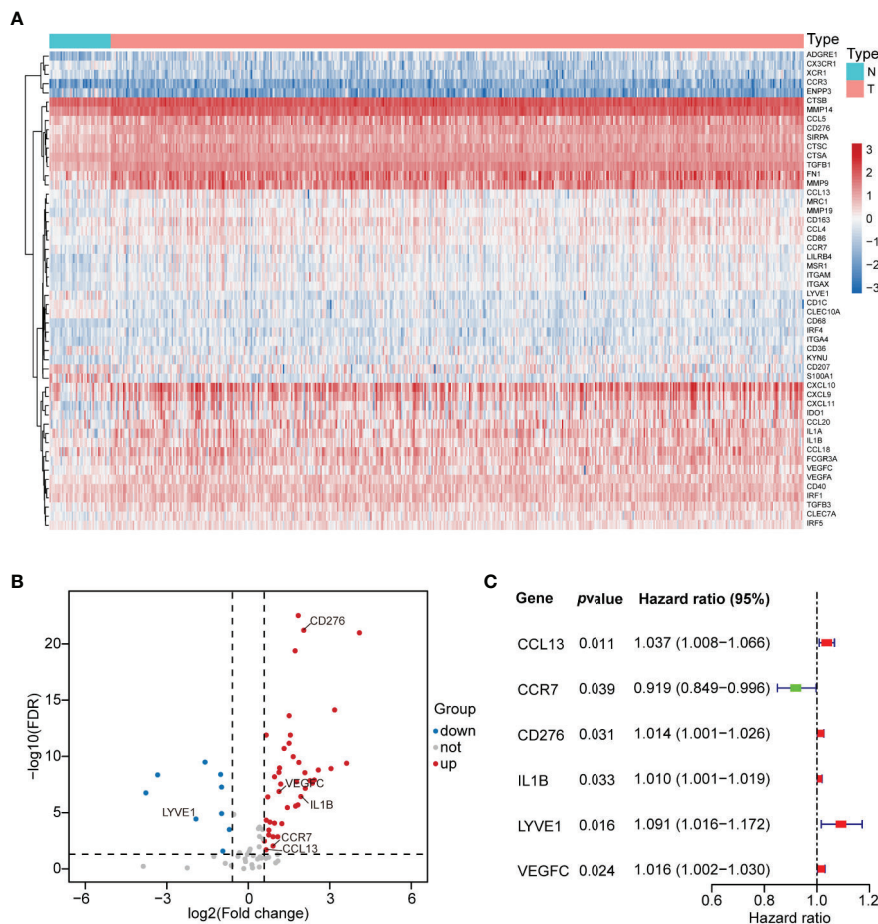 A
Type
ADGRE1
CX3CR1
XCR1
CCR3
ENPP3
CTSB
MMP14
CCL5
CD276
SIRPA
CTSC
CTSA
TGFB1
FN1
MMP9
CCL13
MRC1
MMP19
CD163
CCL4
CD86
CCR7
LILRB4
MSR1
ITGAM
ITGAX
LYVE1
CD1C
CLEC10A
CD68
IRF4
ITGA4
CD36
KYNU
CD207
S100A1
CXCL10
CXCL9
CXCL11
IDO1
CCL20
IL1A
IL1B
CCL18
FCGR3A
VEGFC
VEGFA
CD40
IRF1
TGFB3
CLEC7A
IRF5
Type
N
T
3
2
1
0
−1
−2
−3
B
−log10(FDR)
20
15
10
5
0
−6
−3
0
3
6
log2(Fold change)
CD276
VEGFC
IL1B
LYVE1
CCR7
CCL13
Group
down
not
up
C
Gene pvalue Hazard ratio (95%)
CCL13 0.011 1.037 (1.008−1.066)
CCR7 0.039 0.919 (0.849−0.996)
CD276 0.031 1.014 (1.001−1.026)
IL1B 0.033 1.010 (1.001−1.019)
LYVE1 0.016 1.091 (1.016−1.172)
VEGFC 0.024 1.016 (1.002−1.030)
0.6 0.8 1.0 1.2
Hazard ratio